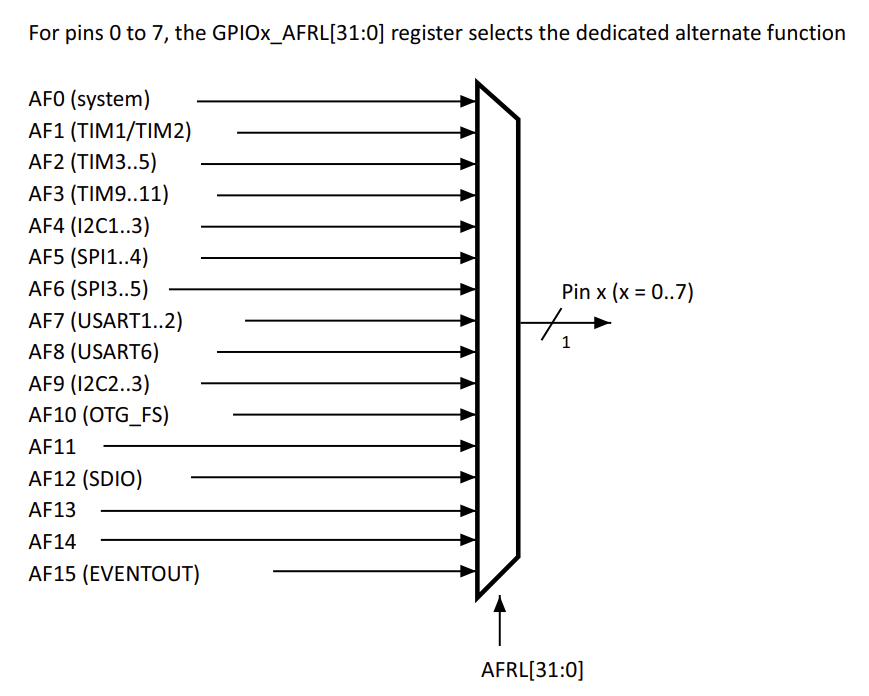 For pins 0 to 7, the GPIOx_AFRL[31:0] register selects the dedicated alternate function
AF0 (system)
AF1 (TIM1/TIM2)
AF2 (TIM3..5)
AF3 (TIM9..11)
AF4 (I2C1..3)
AF5 (SPI1..4)
AF6 (SPI3..5)
AF7 (USART1..2)
AF8 (USART6)
AF9 (I2C2..3)
AF10 (OTG_FS)
AF11
AF12 (SDIO)
AF13
AF14
AF15 (EVENTOUT)
Pin x (x = 0..7)
1
AFRL[31:0]